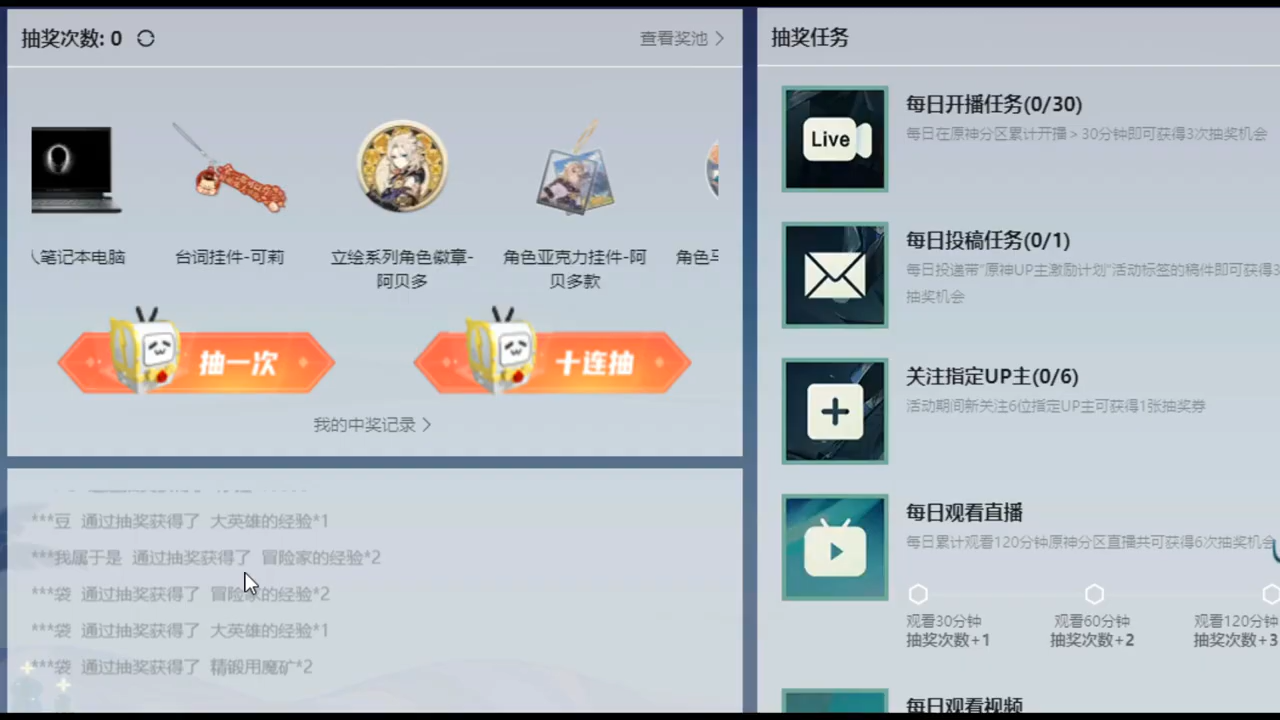 抽奖次数: 0
查看奖池
人笔记本电脑
台词挂件-可莉
立绘系列角色徽章-
阿贝多
角色亚克力挂件-阿
贝多款
角色
抽一次
十连抽
我的中奖记录
***豆 通过抽奖获得了 大英雄的经验*1
***我属于是 通过抽奖获得了 冒险家的经验*2
***袋 通过抽奖获得了 冒险家的经验*2
***袋 通过抽奖获得了 大英雄的经验*1
***袋 通过抽奖获得了 精锻用魔矿*2
抽奖任务
Live
每日开播任务(0/30)
每日在原神分区累计开播 > 30分钟即可获得3次抽奖机会
每日投稿任务(0/1)
每日投递带"原神UP主激励计划"活动标签的稿件即可获得3
抽奖机会
关注指定UP主(0/6)
活动期间新关注6位指定UP主可获得1张抽奖券
每日观看直播
每日累计观看120分钟原神分区直播共可获得6次抽奖机会
观看30分钟
抽奖次数+1
观看60分钟
抽奖次数+2
观看120分钟
抽奖次数+3
每日观看视频